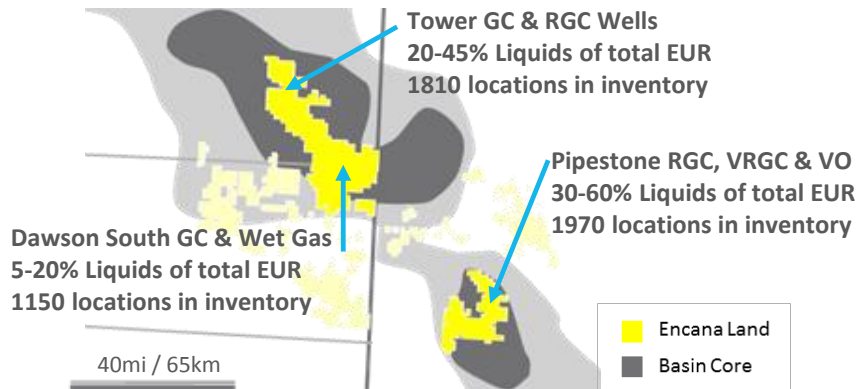 Tower GC & RGC Wells
20-45% Liquids of total EUR
1810 locations in inventory
Pipestone RGC, VRGC & VO
30-60% Liquids of total EUR
1970 locations in inventory
Dawson South GC & Wet Gas
5-20% Liquids of total EUR
1150 locations in inventory
Encana Land
Basin Core
40mi / 65km